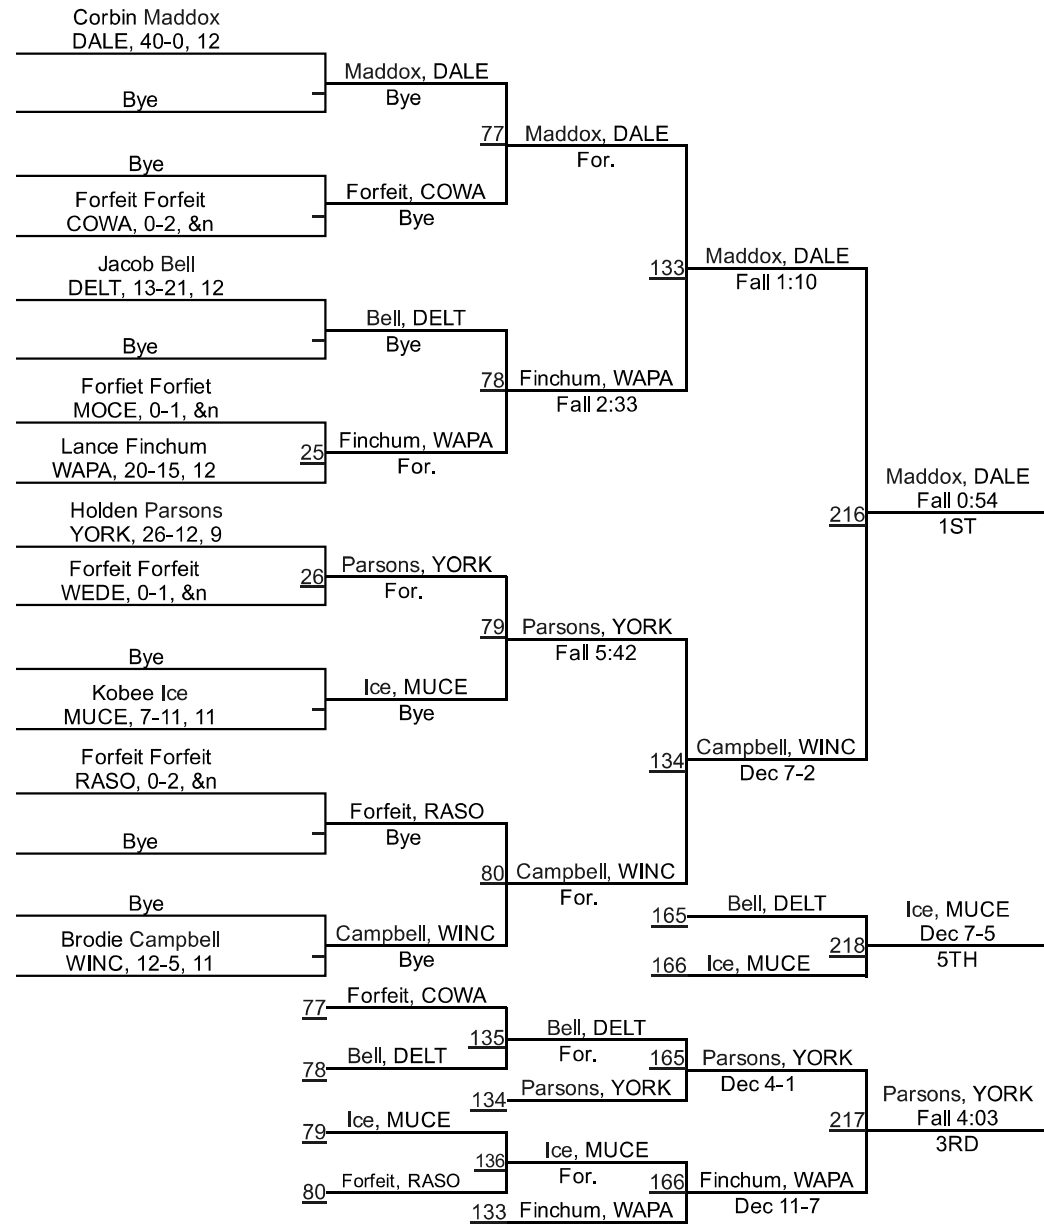 Corbin Maddox
DALE, 40-0, 12
Bye
Maddox, DALE
Bye
77
Maddox, DALE
For.
Bye
Forfeit Forfeit
COWA, 0-2, &n
Forfeit, COWA
Bye
133
Maddox, DALE
Fall 1:10
Jacob Bell
DELT, 13-21, 12
Bye
Bell, DELT
Bye
78
Finchum, WAPA
Fall 2:33
Forfiet Forfiet
MOCE, 0-1, &n
Lance Finchum
WAPA, 20-15, 12
25
Finchum, WAPA
For.
216
Maddox, DALE
Fall 0:54
1ST
Holden Parsons
YORK, 26-12, 9
Forfeit Forfeit
WEDE, 0-1, &n
26
Parsons, YORK
For.
79
Parsons, YORK
Fall 5:42
Bye
Kobee Ice
MUCE, 7-11, 11
Ice, MUCE
Bye
134
Campbell, WINC
Dec 7-2
Forfeit Forfeit
RASO, 0-2, &n
Bye
Forfeit, RASO
Bye
80
Campbell, WINC
For.
Bye
Brodie Campbell
WINC, 12-5, 11
Campbell, WINC
Bye
165
Bell, DELT
166
Ice, MUCE
218
Ice, MUCE
Dec 7-5
5TH
77
Forfeit, COWA
78
Bell, DELT
135
Bell, DELT
For.
134
Parsons, YORK
165
Parsons, YORK
Dec 4-1
79
Ice, MUCE
80
Forfeit, RASO
136
Ice, MUCE
For.
133
Finchum, WAPA
166
Finchum, WAPA
Dec 11-7
217
Parsons, YORK
Fall 4:03
3RD